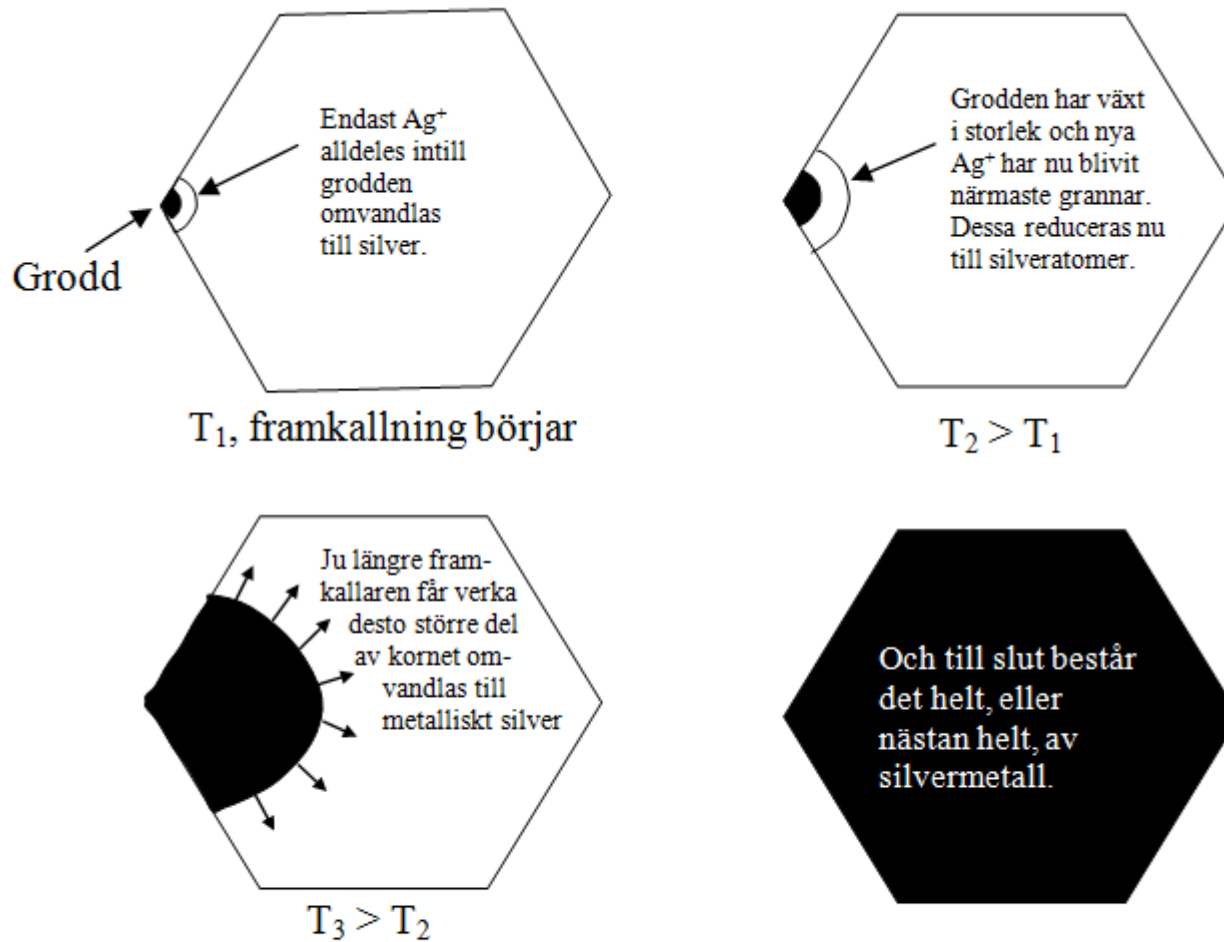 Endast Ag⁺
alldeles intill
grodden
omvandlas
till silver.
Grodd
T₁, framkallning börjar
Grodden har växt
i storlek och nya
Ag⁺ har nu blivit
närmaste grannar.
Dessa reduceras nu
till silveratomer.
T₂ > T₁
Ju längre fram-
kallaren får verka
desto större del
av kornet om-
vandlas till
metalliskt silver
T₃ > T₂
Och till slut består
det helt, eller
nästan helt, av
silvermetall.